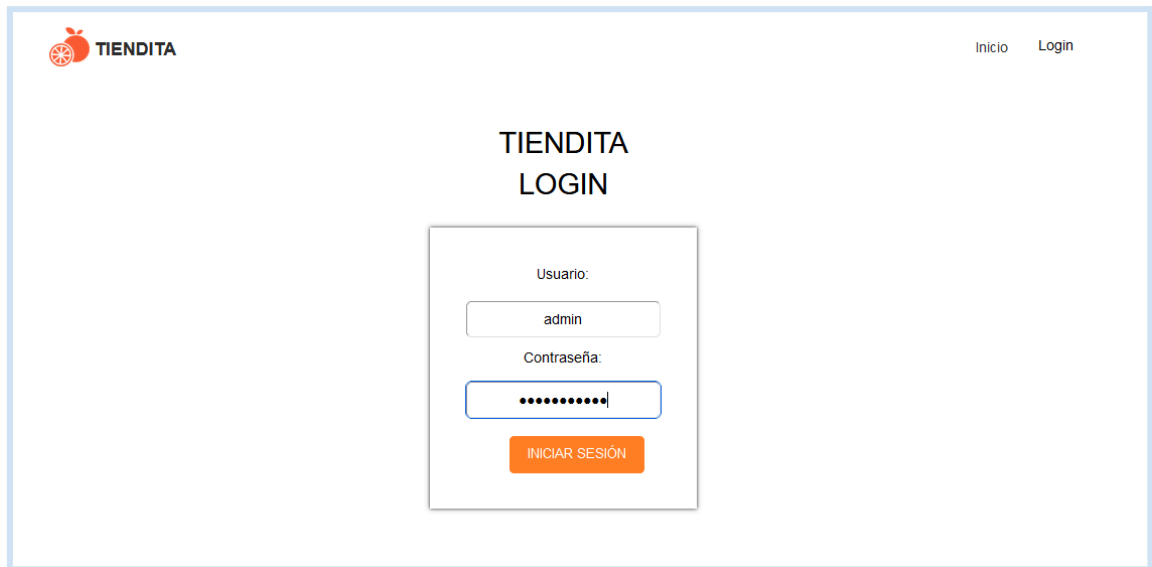 TIENDITA
Inicio
Login
TIENDITA
LOGIN
Usuario:
admin
Contraseña:
•••••••••••
INICIAR SESIÓN